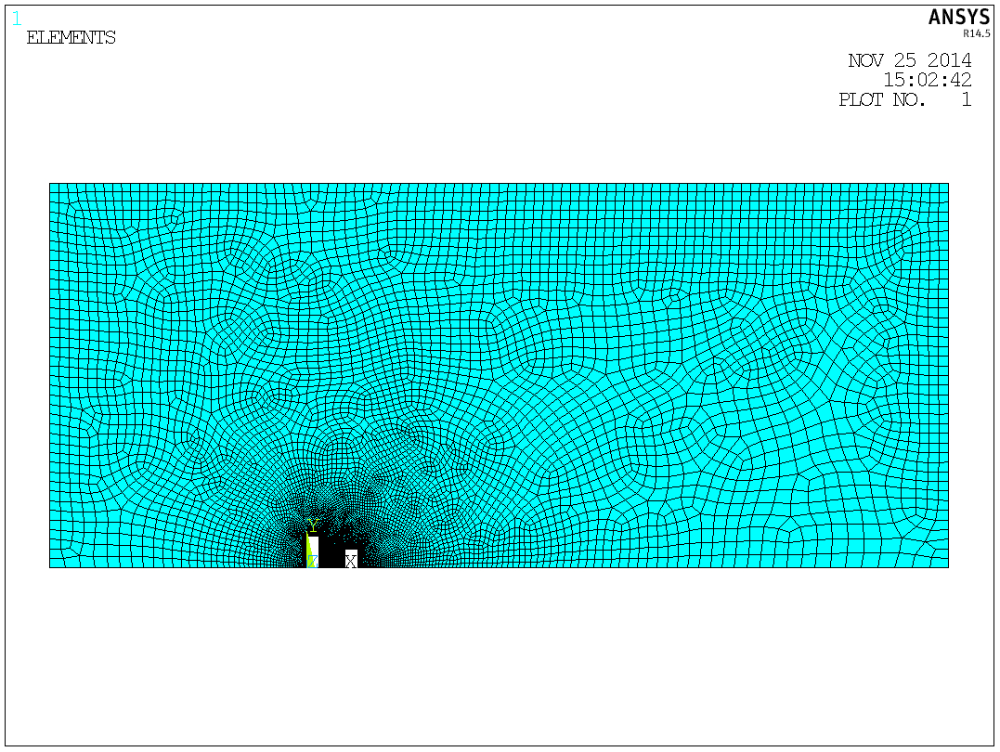 1
ELEMENTS
ANSYS
R14.5
NOV 25 2014
15:02:42
PLOT NO. 1
Y
Z X